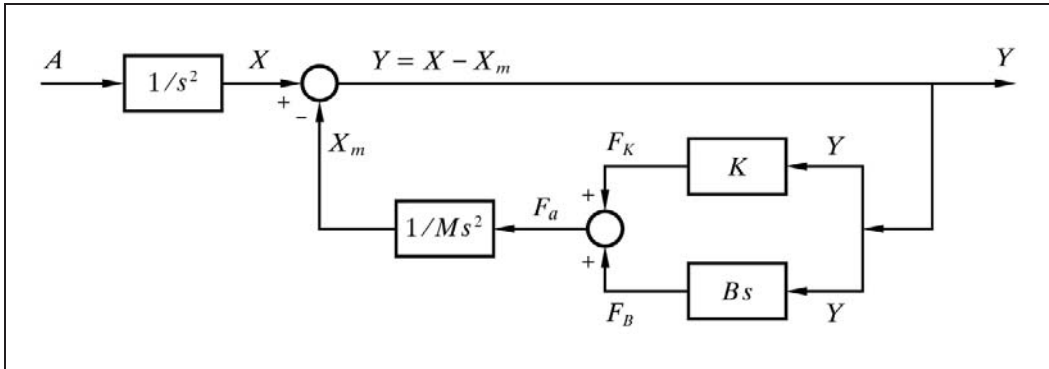 A
1/s²
X
+
−
Y = X − Xₘ
Y
Xₘ
F_K
K
Y
+
1/Ms²
Fₐ
+
F_B
Bs
Y